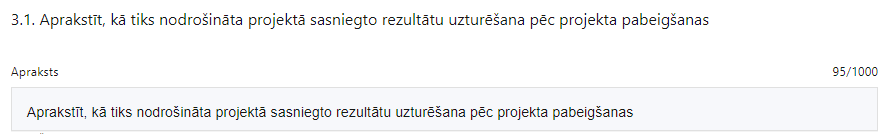 3.1. Aprakstīt, kā tiks nodrošināta projektā sasniegto rezultātu uzturēšana pēc projekta pabeigšanas
Apraksts 95/1000
Aprakstīt, kā tiks nodrošināta projektā sasniegto rezultātu uzturēšana pēc projekta pabeigšanas